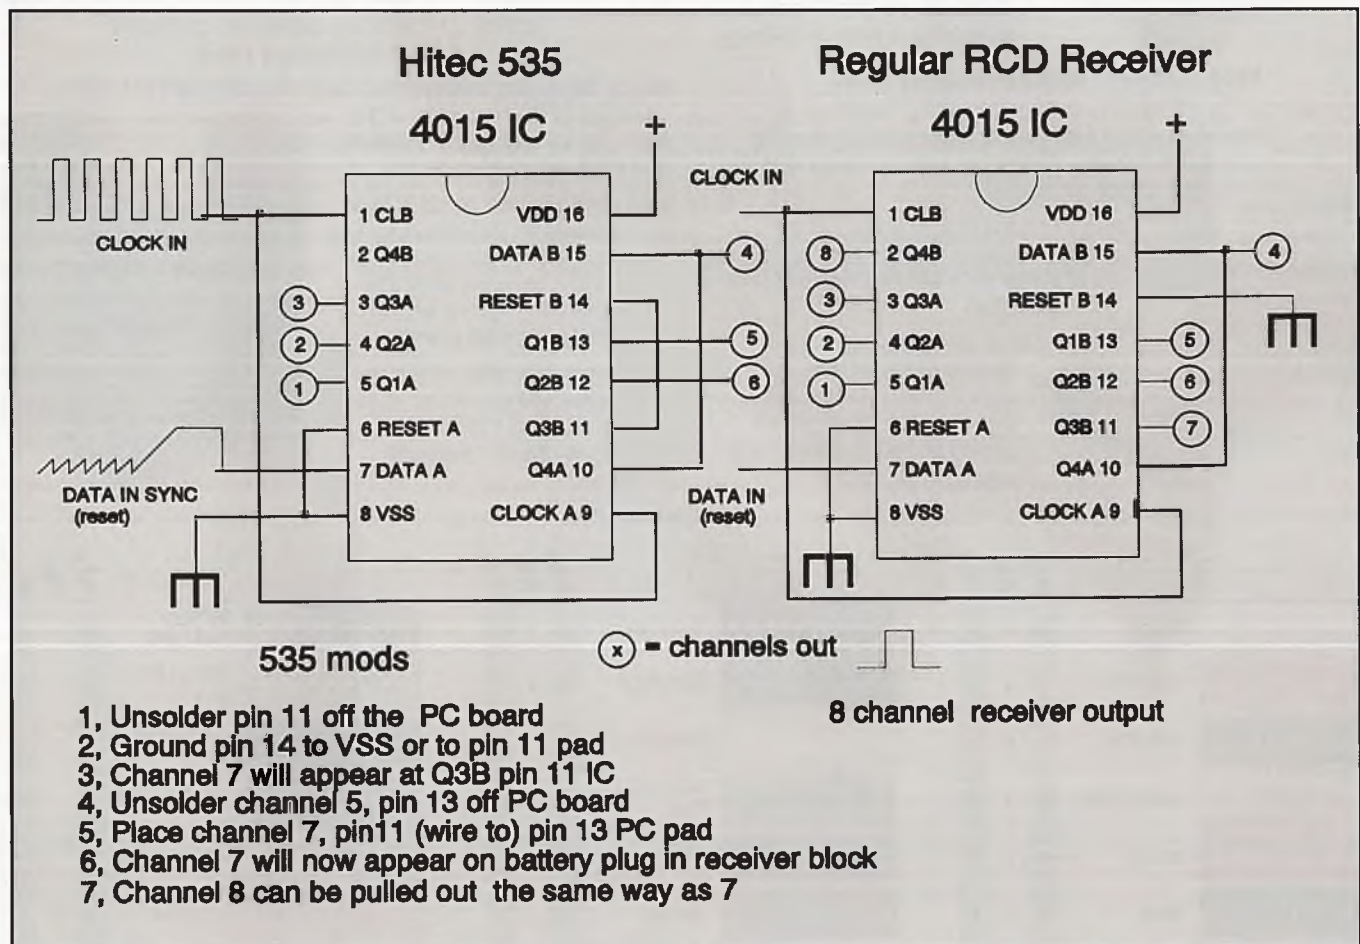 Hitec 535
4015 IC
+
CLOCK IN
1 CLB
VDD 16
2 Q4B
DATA B 15
4
3
3 Q3A
RESET B 14
2
4 Q2A
Q1B 13
5
1
5 Q1A
Q2B 12
6
6 RESET A
Q3B 11
7 DATA A
Q4A 10
DATA IN SYNC
(reset)
8 VSS
CLOCK A 9
Regular RCD Receiver
4015 IC
+
CLOCK IN
1 CLB
VDD 16
8
2 Q4B
DATA B 15
4
3
3 Q3A
RESET B 14
2
4 Q2A
Q1B 13
5
1
5 Q1A
Q2B 12
6
6 RESET A
Q3B 11
7
7 DATA A
Q4A 10
DATA IN
(reset)
8 VSS
CLOCK A 9
x = channels out
535 mods
1, Unsolder pin 11 off the PC board
2, Ground pin 14 to VSS or to pin 11 pad
3, Channel 7 will appear at Q3B pin 11 IC
4, Unsolder channel 5, pin 13 off PC board
5, Place channel 7, pin11 (wire to) pin 13 PC pad
6, Channel 7 will now appear on battery plug in receiver block
7, Channel 8 can be pulled out the same way as 7
8 channel receiver output